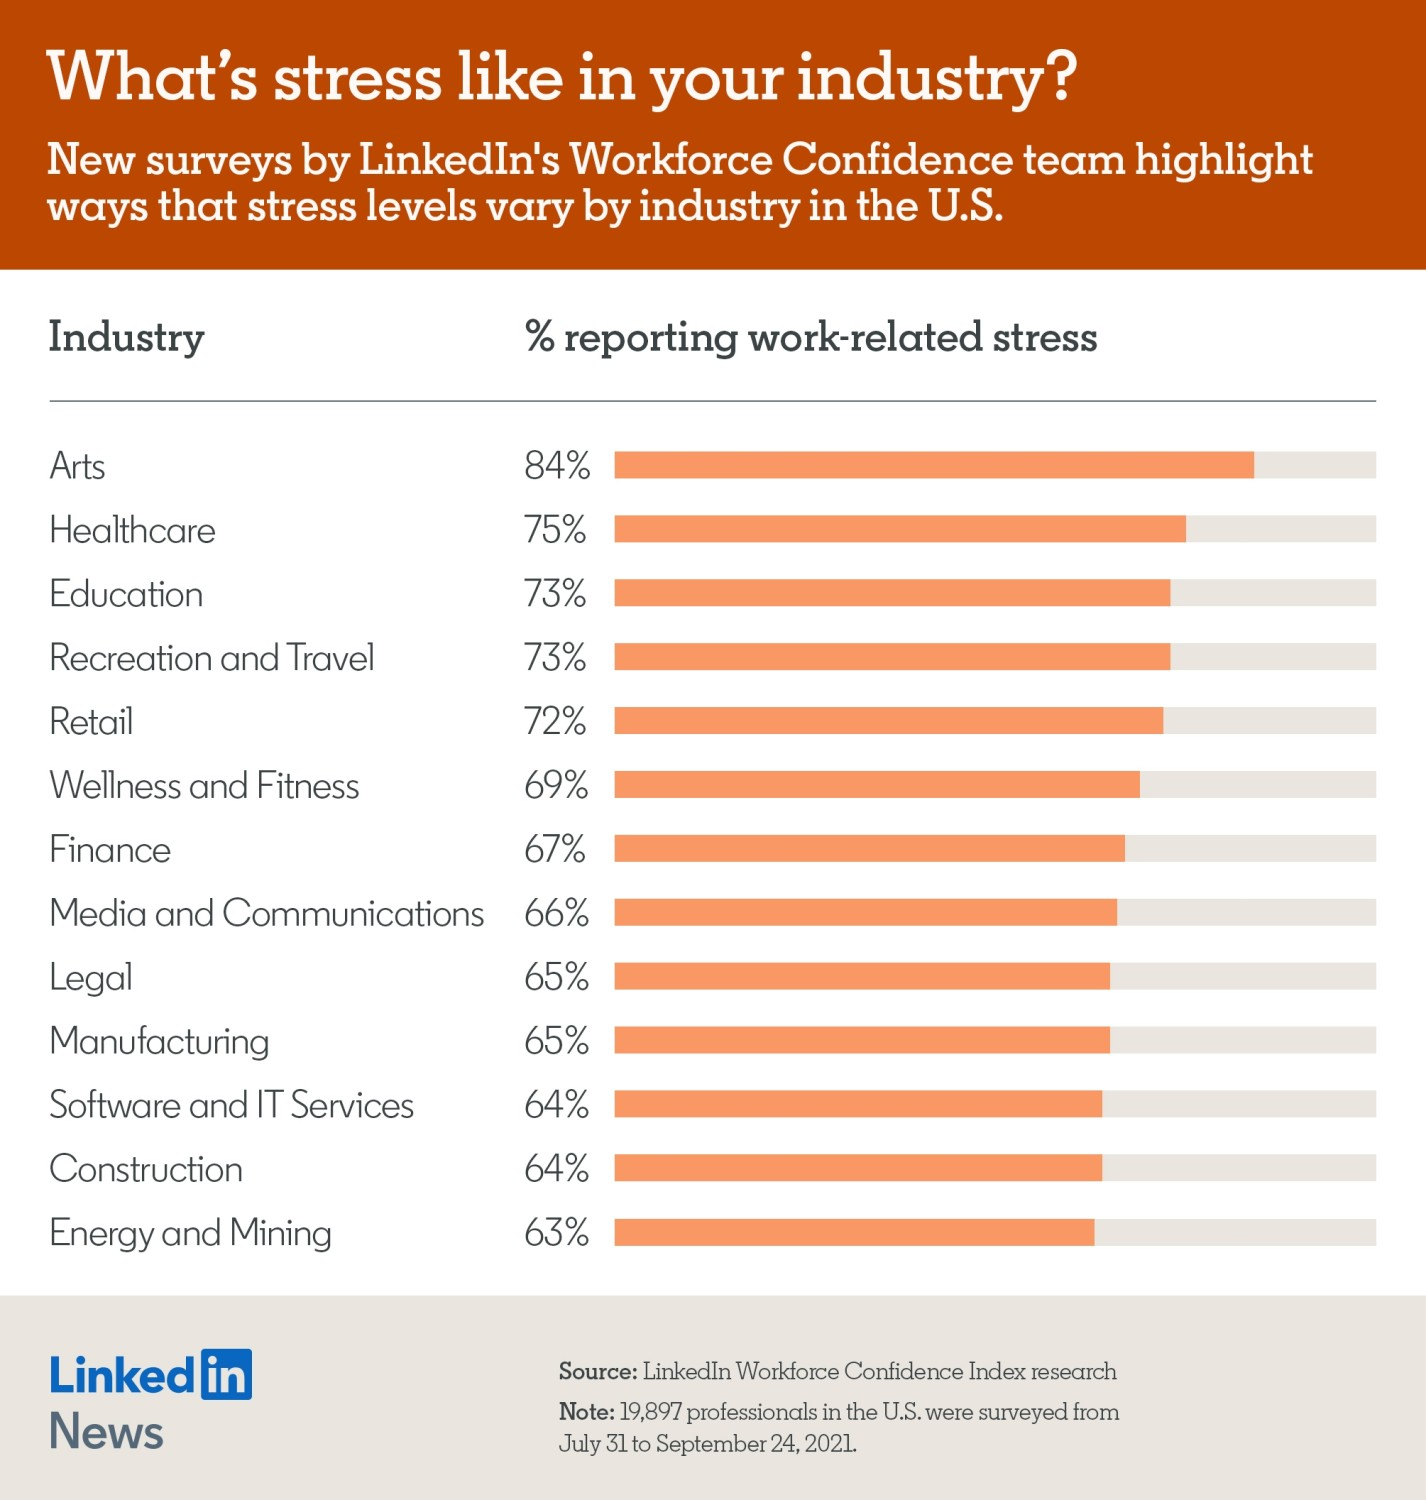 What's stress like in your industry?
New surveys by LinkedIn's Workforce Confidence team highlight
ways that stress levels vary by industry in the U.S.
Industry % reporting work-related stress
Arts 84%
Healthcare 75%
Education 73%
Recreation and Travel 73%
Retail 72%
Wellness and Fitness 69%
Finance 67%
Media and Communications 66%
Legal 65%
Manufacturing 65%
Software and IT Services 64%
Construction 64%
Energy and Mining 63%
Linkedin
News
Source: LinkedIn Workforce Confidence Index research
Note: 19,897 professionals in the U.S. were surveyed from
July 31 to September 24, 2021.